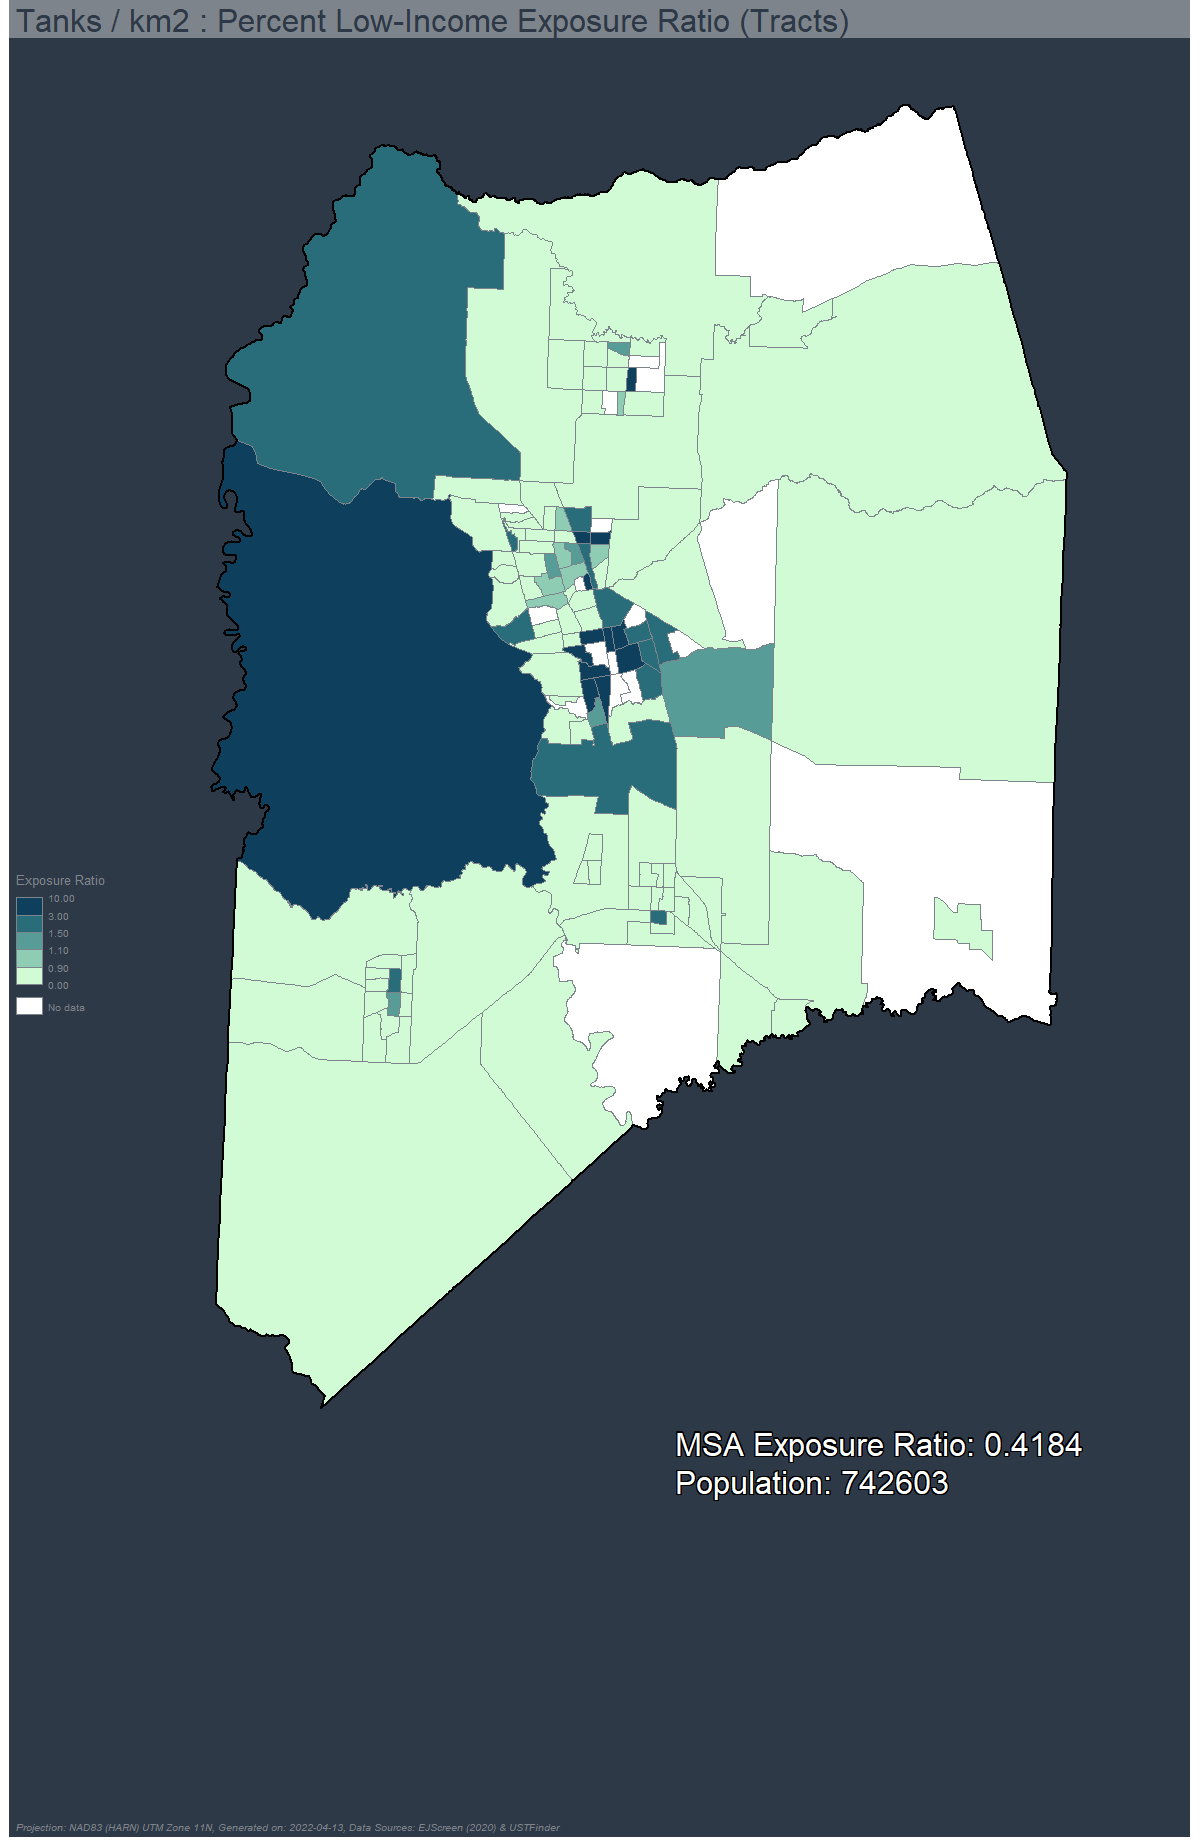 Tanks / km2 : Percent Low-Income Exposure Ratio (Tracts)
Exposure Ratio
10.00
3.00
1.50
1.10
0.90
0.00
No data
MSA Exposure Ratio: 0.4184
Population: 742603
Projection: NAD83 (HARN) UTM Zone 11N, Generated on: 2022-04-13, Data Sources: EJScreen (2020) & USTFinder